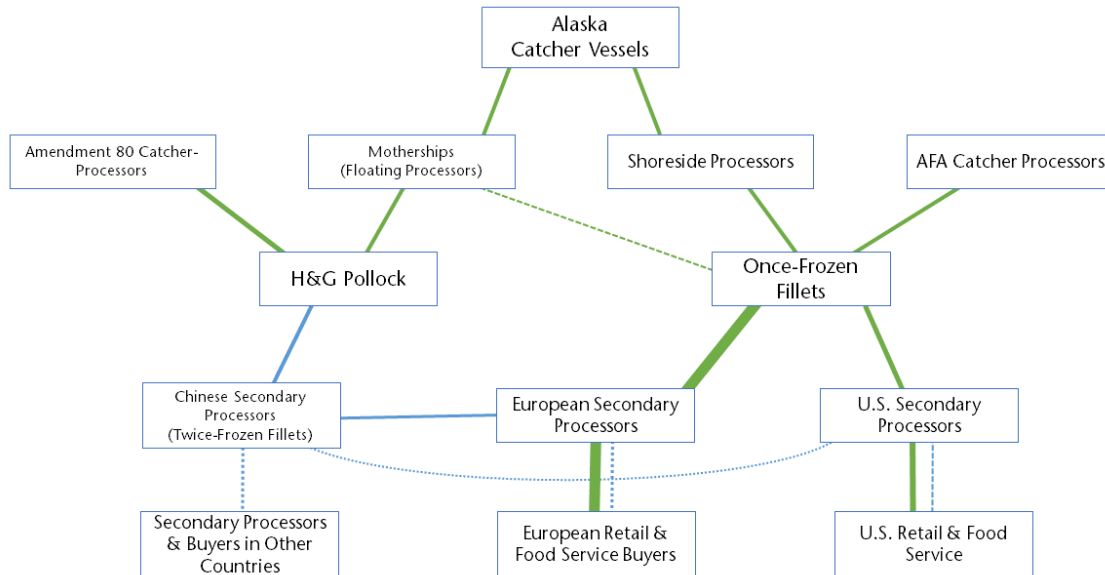 Alaska
Catcher Vessels
Amendment 80 Catcher-
Processors
Motherships
(Floating Processors)
Shoreside Processors
AFA Catcher Processors
H&G Pollock
Once-Frozen
Fillets
Chinese Secondary
Processors
(Twice-Frozen Fillets)
European Secondary
Processors
U.S. Secondary
Processors
Secondary Processors
& Buyers in Other
Countries
European Retail &
Food Service Buyers
U.S. Retail & Food
Service